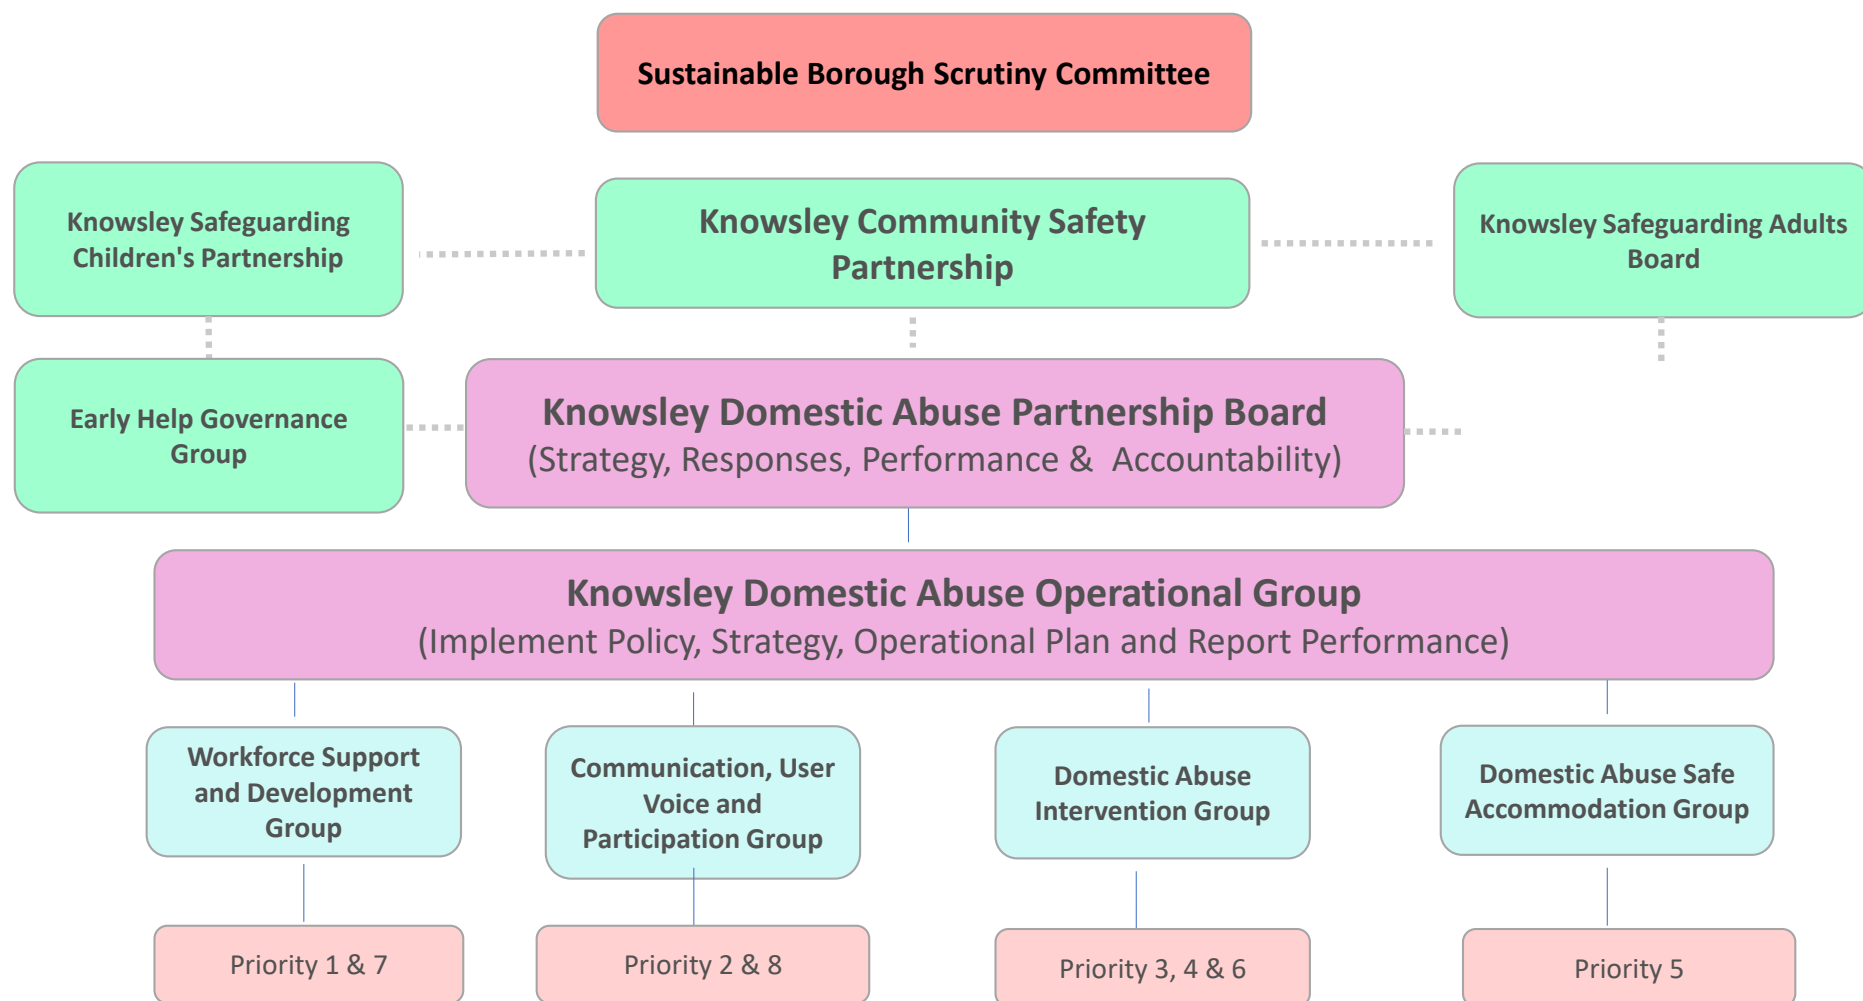 Sustainable Borough Scrutiny Committee
Knowsley Safeguarding
Children's Partnership
Knowsley Community Safety
Partnership
Knowsley Safeguarding Adults
Board
Early Help Governance
Group
Knowsley Domestic Abuse Partnership Board
(Strategy, Responses, Performance & Accountability)
Knowsley Domestic Abuse Operational Group
(Implement Policy, Strategy, Operational Plan and Report Performance)
Workforce Support
and Development
Group
Communication, User
Voice and
Participation Group
Domestic Abuse
Intervention Group
Domestic Abuse Safe
Accommodation Group
Priority 1 & 7
Priority 2 & 8
Priority 3, 4 & 6
Priority 5